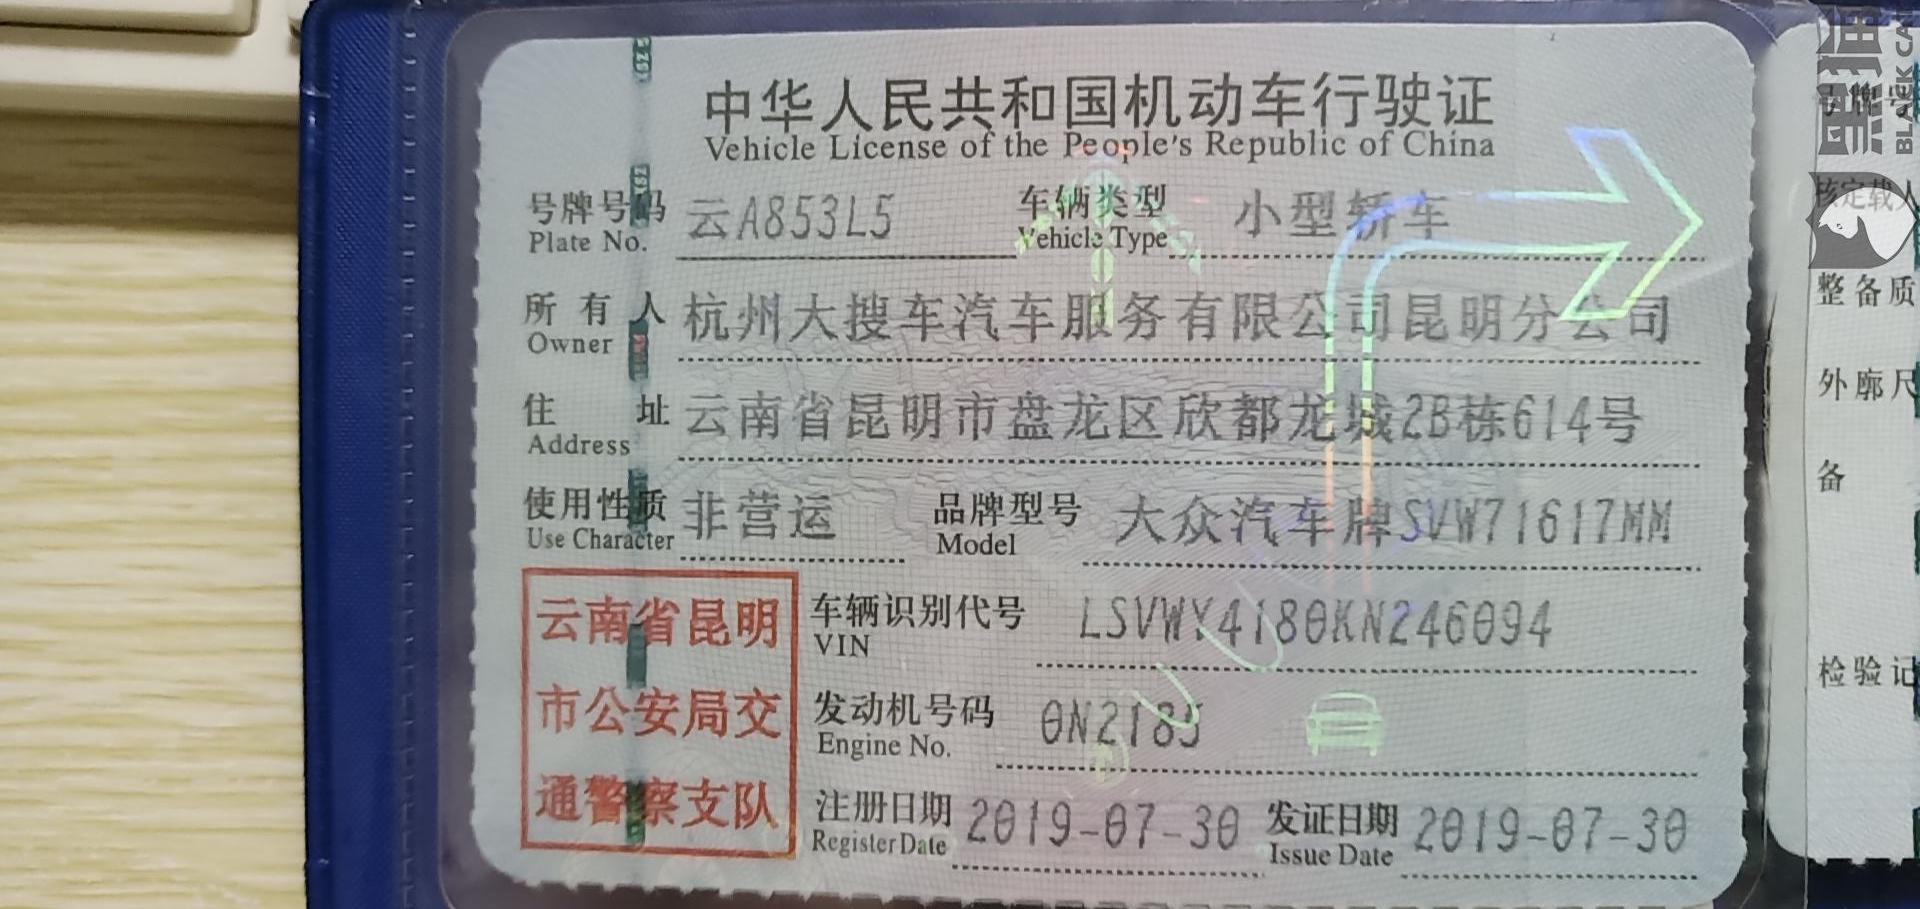 中华人民共和国机动车行驶证
Vehicle License of the People's Republic of China
号牌号码 云A853L5 车辆类型 小型轿车
Plate No. Vehicle Type
所有人 杭州大搜车汽车服务有限公司昆明分公司
Owner
住址 云南省昆明市盘龙区欣都龙城2B栋614号
Address
使用性质 非营运 品牌型号 大众汽车牌SVW71617MM
Use Character Model
云南省昆明
市公安局交
通警察支队
车辆识别代号 LSVWY4180KN246094
VIN
发动机号码 0N2185
Engine No.
注册日期 2019-07-30 发证日期 2019-07-30
Register Date Issue Date
核定载人
整备质
外廓尺
备
检验记
黑猫
BLACK CA